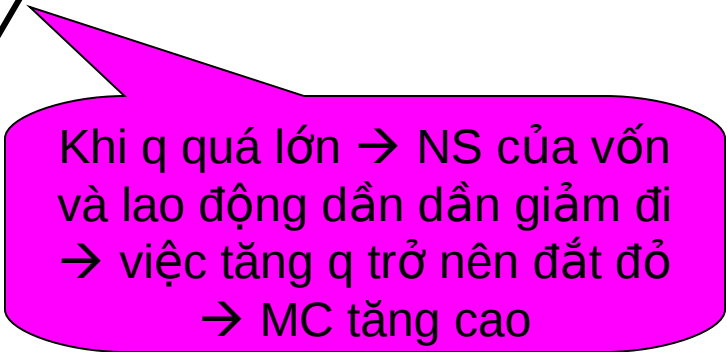 Khi q quá lớn → NS của vốn
và lao động dần dần giảm đi
→ việc tăng q trở nên đắt đỏ
→ MC tăng cao